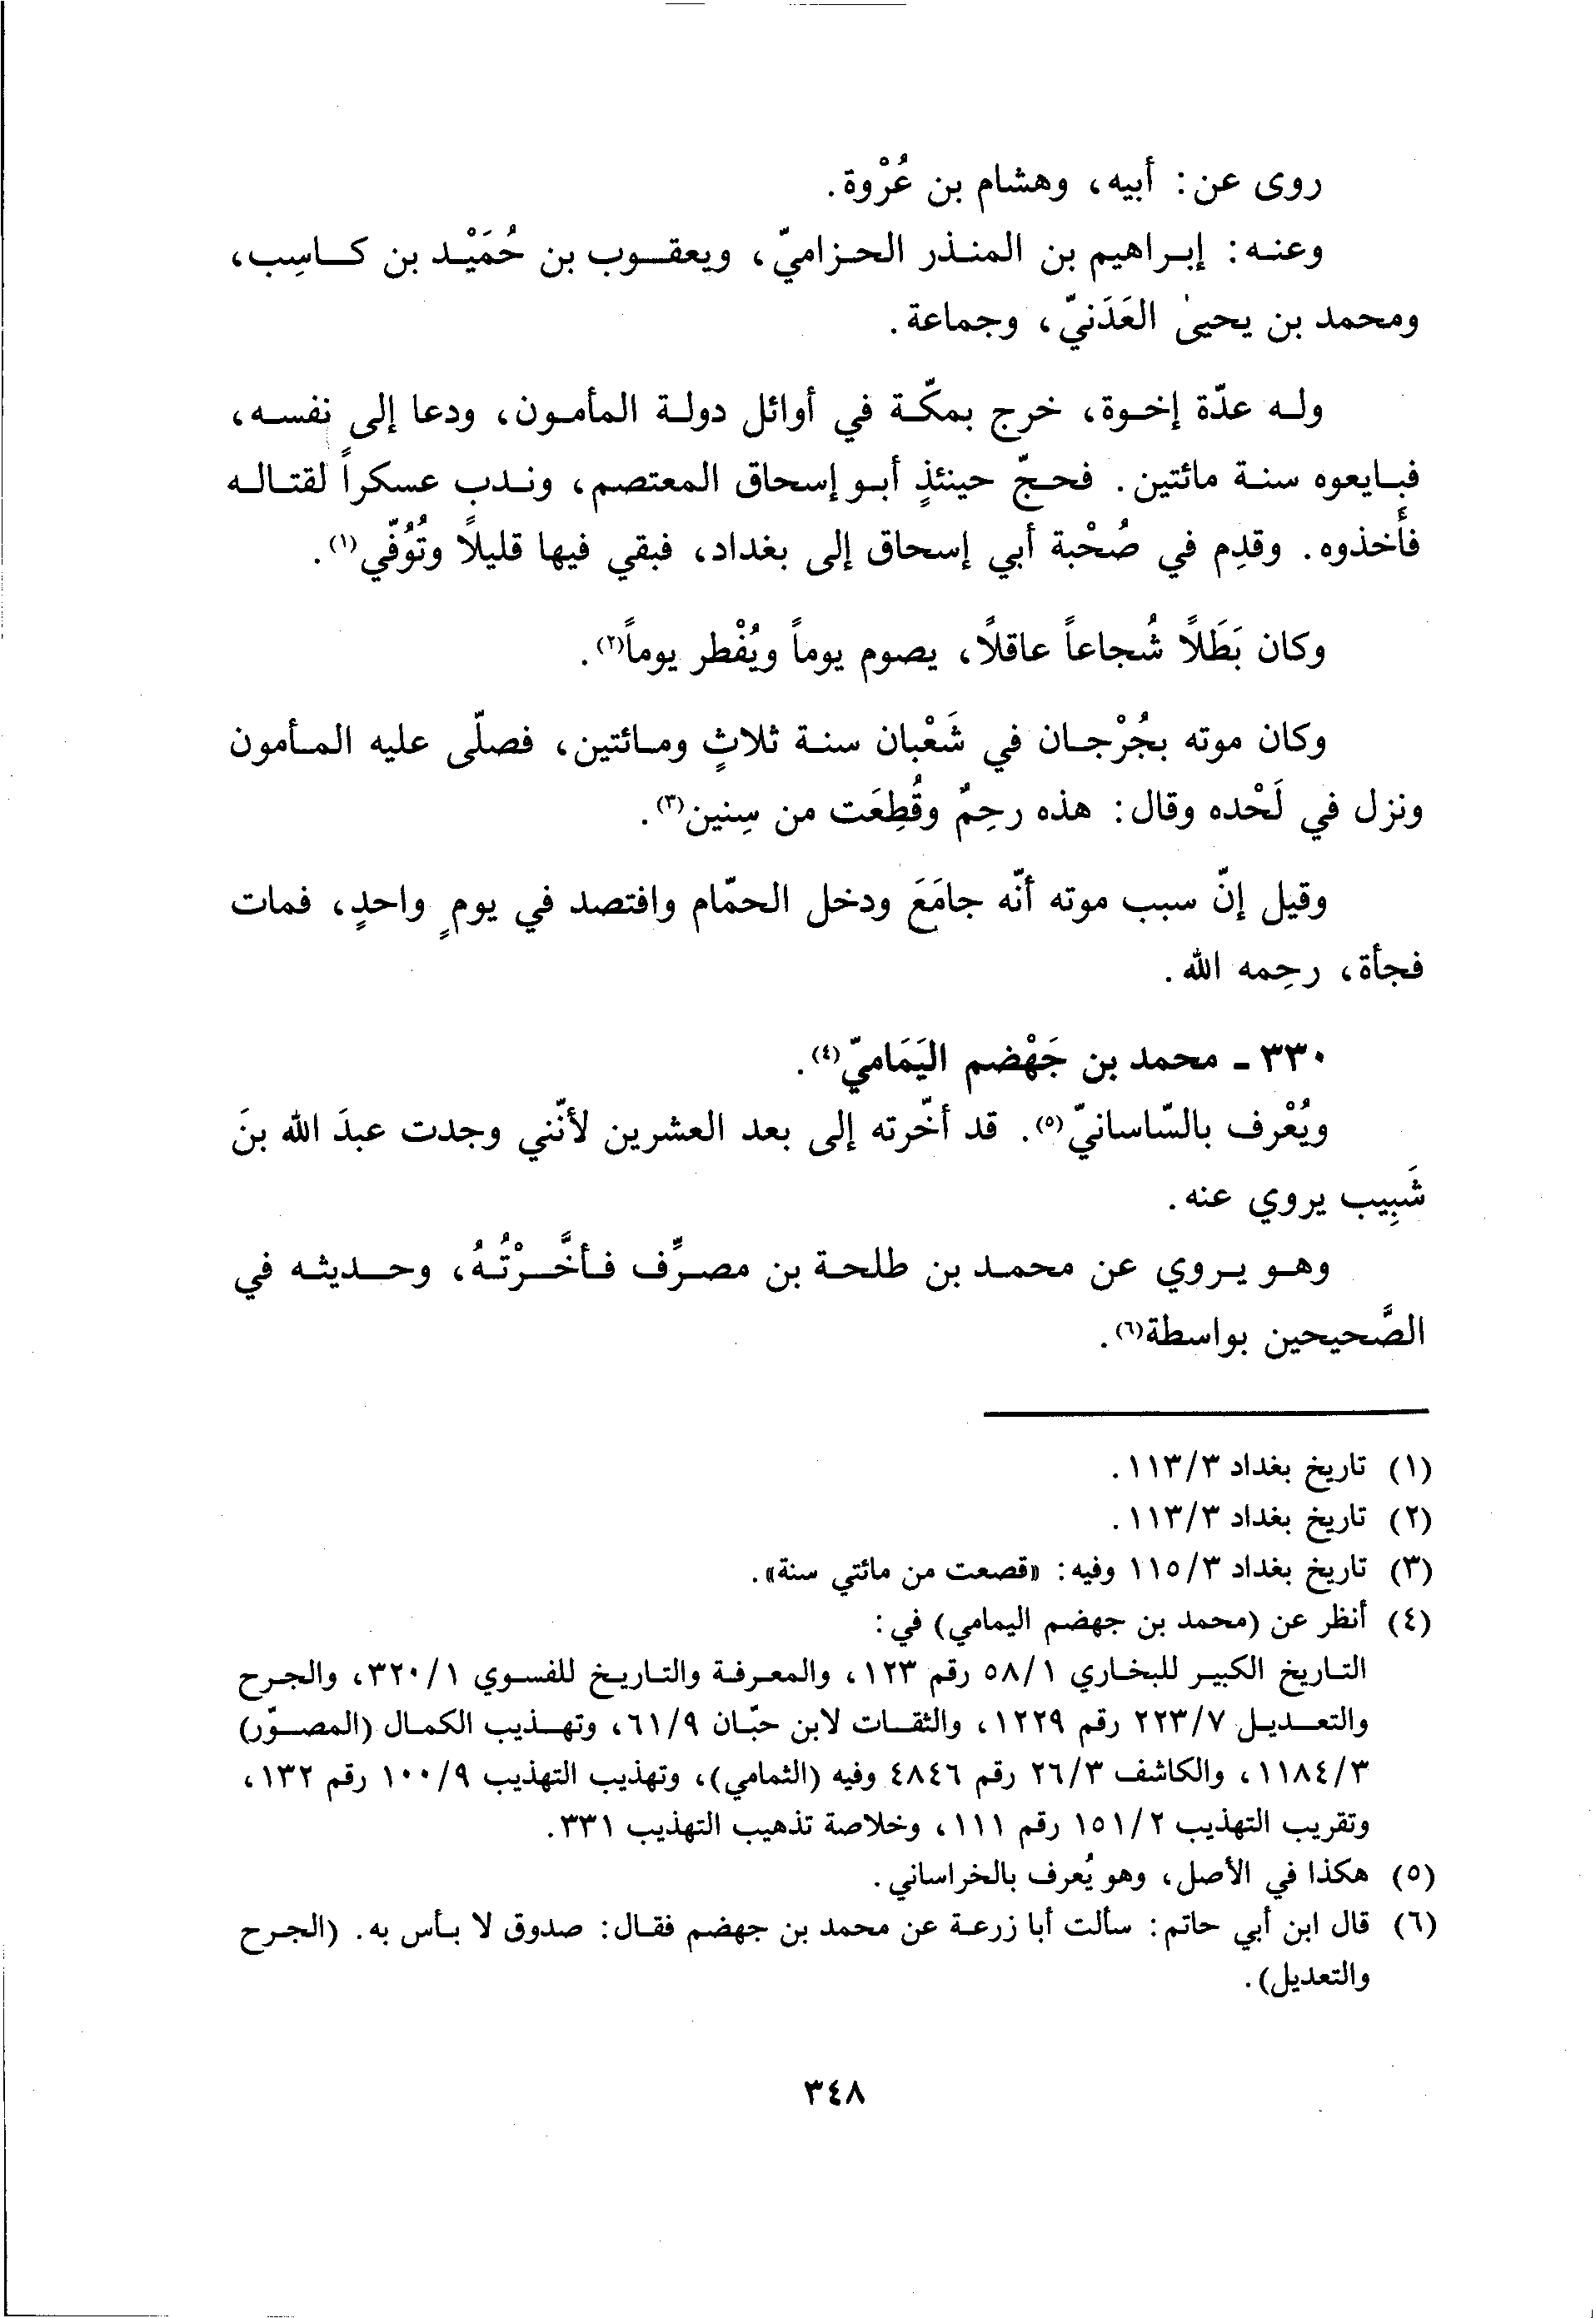 روى عن: أبيه، وهشام بن عُرْوة.
وعنه: إبراهيم بن المنذر الحزاميّ، ويعقوب بن حُمَيْد بن كاسِب،
ومحمد بن يحيىٰ العَدَنيّ، وجماعة.
وله عدّة إخوة، خرج بمكّة في أوائل دولة المأمون، ودعا إلى نفسه،
فبايعوه سنة مائتين. فحجّ حينئذٍ أبو إسحاق المعتصم، وندب عسكراً لقتاله
فأخذوه. وقدِم في صُحْبة أبي إسحاق إلى بغداد، فبقي فيها قليلاً وتُوُفّي(١).
وكان بَطَلاً شُجاعاً عاقلاً، يصوم يوماً ويُفْطر يوماً(٢).
وكان موته بجُرْجان في شَعْبان سنة ثلاثٍ ومائتين، فصلّى عليه المأمون
ونزل في لَحْده وقال: هذه رحِمٌ وقُطِعَت من سِنين(٣).
وقيل إنّ سبب موته أنّه جامَعَ ودخل الحمّام وافتصد في يومٍ واحدٍ، فمات
فجأة، رحِمه الله.
٣٣٠ - محمد بن جَهْضم اليَمَاميّ(٤).
ويُعْرف بالسّاسانيّ(٥). قد أخّرته إلى بعد العشرين لأنّني وجدت عبدَ الله بنَ
شَبِيب يروي عنه.
وهو يروي عن محمد بن طلحة بن مصرِّف فأخَّرْتُهُ، وحديثه في
الصَّحيحين بواسطة(٦).
(١) تاريخ بغداد ١١٣/٣.
(٢) تاريخ بغداد ١١٣/٣.
(٣) تاريخ بغداد ١١٥/٣ وفيه: «قصعت من مائتي سنة».
(٤) أنظر عن (محمد بن جهضم اليمامي) في:
التاريخ الكبير للبخاري ٥٨/١ رقم ١٢٣، والمعرفة والتاريخ للفسوي ٣٢٠/١، والجرح
والتعديل ٢٢٣/٧ رقم ١٢٢٩، والثقات لابن حبّان ٦١/٩، وتهذيب الكمال (المصوّر)
١١٨٤/٣، والكاشف ٢٦/٣ رقم ٤٨٤٦ وفيه (الثمامي)، وتهذيب التهذيب ١٠٠/٩ رقم ١٣٢،
وتقريب التهذيب ١٥١/٢ رقم ١١١، وخلاصة تذهيب التهذيب ٣٣١.
(٥) هكذا في الأصل، وهو يُعرف بالخراساني.
(٦) قال ابن أبي حاتم: سألت أبا زرعة عن محمد بن جهضم فقال: صدوق لا بأس به. (الجرح
والتعديل).
٣٤٨